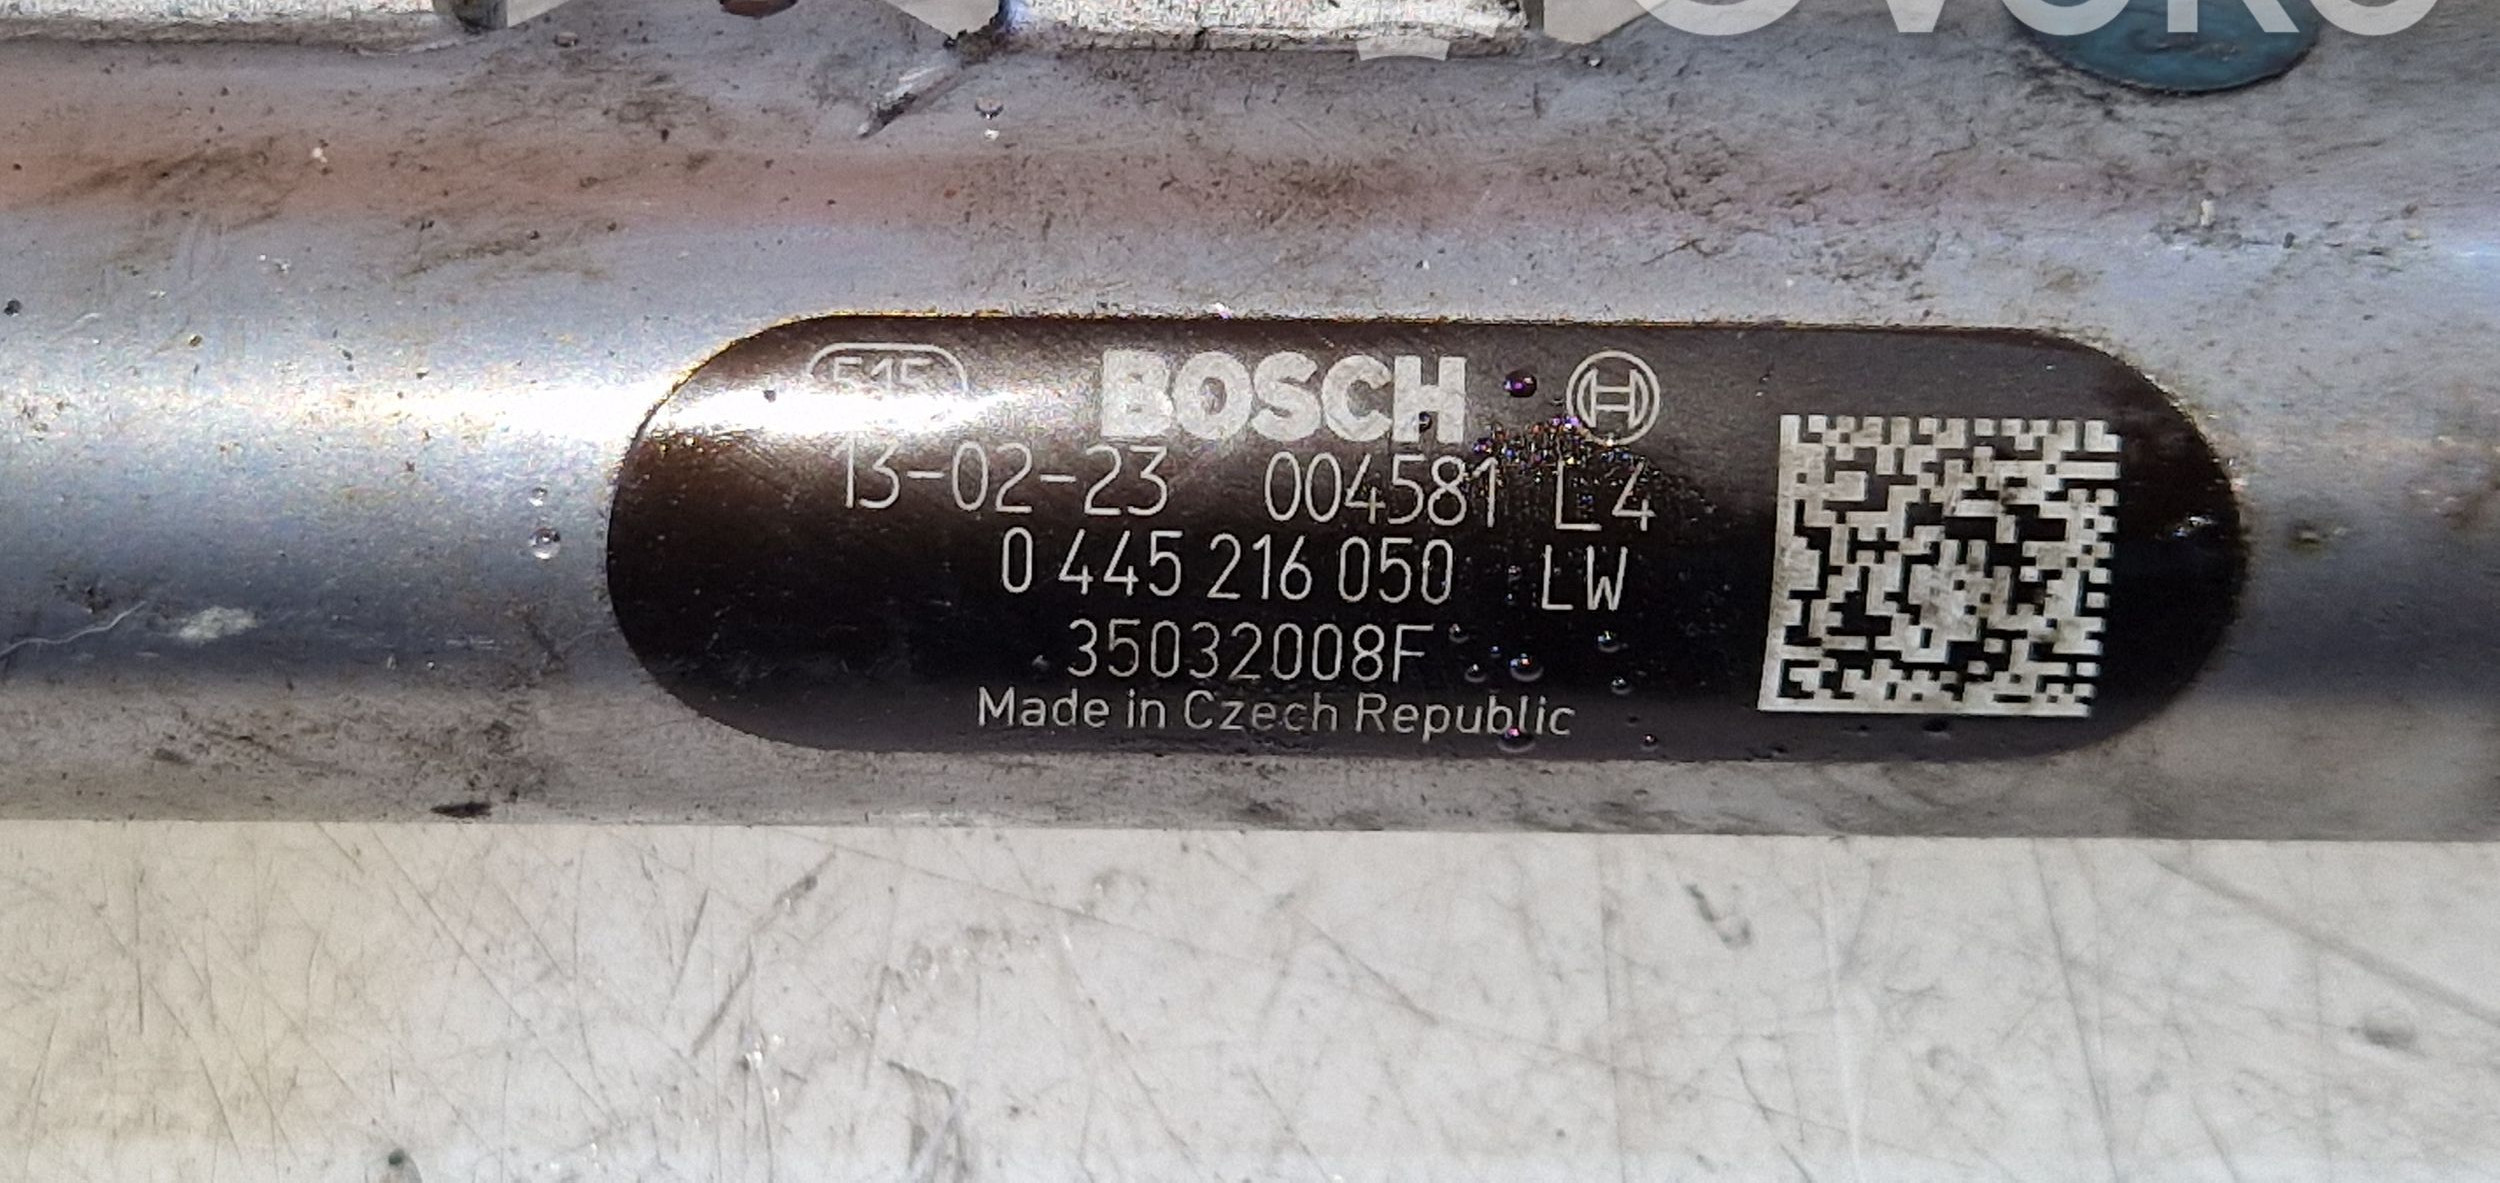 515 BOSCH
13-02-23 004581 L4
0 445 216 050 LW
35032008F
Made in Czech Republic